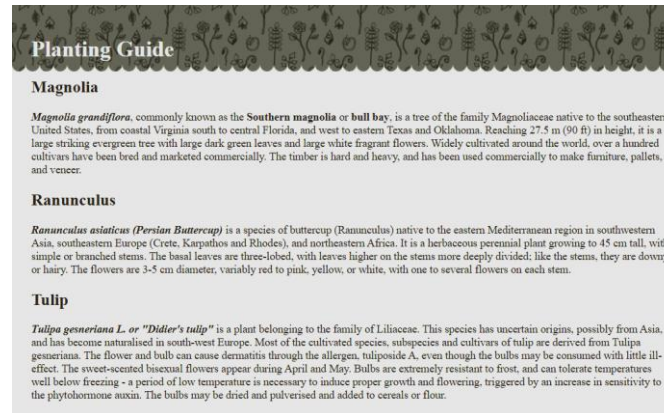 Planting Guide
Magnolia
Magnolia grandiflora, commonly known as the Southern magnolia or bull bay, is a tree of the family Magnoliaceae native to the southeastern
United States, from coastal Virginia south to central Florida, and west to eastern Texas and Oklahoma. Reaching 27.5 m (90 ft) in height, it is a
large striking evergreen tree with large dark green leaves and large white fragrant flowers. Widely cultivated around the world, over a hundred
cultivars have been bred and marketed commercially. The timber is hard and heavy, and has been used commercially to make furniture, pallets,
and veneer.
Ranunculus
Ranunculus asiaticus (Persian Buttercup) is a species of buttercup (Ranunculus) native to the eastern Mediterranean region in southwestern
Asia, southeastern Europe (Crete, Karpathos and Rhodes), and northeastern Africa. It is a herbaceous perennial plant growing to 45 cm tall, with
simple or branched stems. The basal leaves are three-lobed, with leaves higher on the stems more deeply divided; like the stems, they are downy
or hairy. The flowers are 3-5 cm diameter, variably red to pink, yellow, or white, with one to several flowers on each stem.
Tulip
Tulipa gesneriana L. or "Didier's tulip" is a plant belonging to the family of Liliaceae. This species has uncertain origins, possibly from Asia,
and has become naturalised in south-west Europe. Most of the cultivated species, subspecies and cultivars of tulip are derived from Tulipa
gesneriana. The flower and bulb can cause dermatitis through the allergen, tuliposide A, even though the bulbs may be consumed with little ill-
effect. The sweet-scented bisexual flowers appear during April and May. Bulbs are extremely resistant to frost, and can tolerate temperatures
well below freezing - a period of low temperature is necessary to induce proper growth and flowering, triggered by an increase in sensitivity to
the phytohormone auxin. The bulbs may be dried and pulverised and added to cereals or flour.